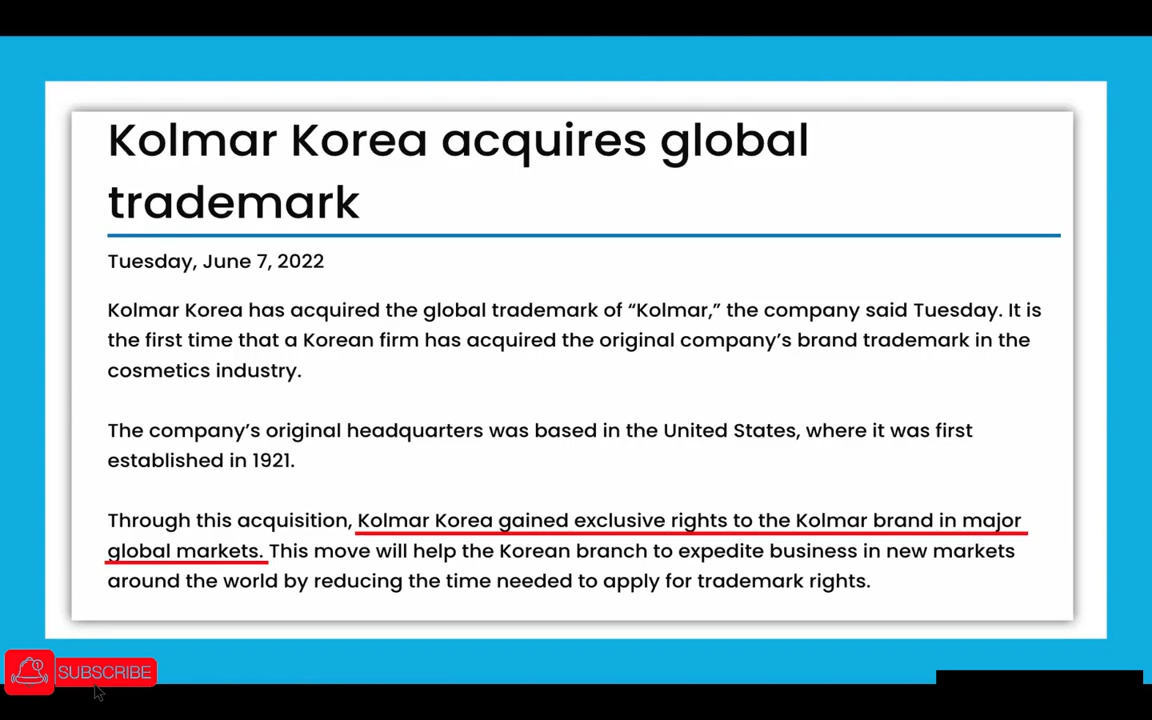 Kolmar Korea acquires global
trademark
Tuesday, June 7, 2022
Kolmar Korea has acquired the global trademark of “Kolmar,” the company said Tuesday. It is
the first time that a Korean firm has acquired the original company’s brand trademark in the
cosmetics industry.
The company’s original headquarters was based in the United States, where it was first
established in 1921.
Through this acquisition, Kolmar Korea gained exclusive rights to the Kolmar brand in major
global markets. This move will help the Korean branch to expedite business in new markets
around the world by reducing the time needed to apply for trademark rights.
1
SUBSCRIBE